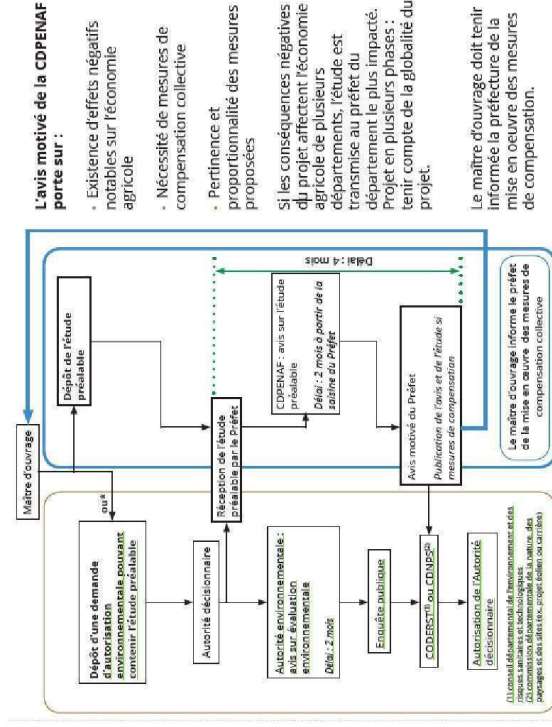 Maître d'ouvrage
ou*
Dépôt d'une demande
d'autorisation
environnementale pouvant
contenir l'étude préalable
Autorité décisionnaire
Autorité environnementale :
avis sur évaluation
environnementale
Délai : 2 mois
Enquête publique
CODERST(1) ou CDNPS(2)
Autorisation de l'Autorité
décisionnaire
(1) conseil départemental de l'environnement et des
risques sanitaires et technologiques
(2) commission départementale de la nature, des
paysages et des sites (ex. projet éolien ou carrière)
Dépôt de l'étude
préalable
Réception de l'étude
préalable par le Préfet
CDPENAF : avis sur l'étude
préalable
Délai : 2 mois à partir de la
saisine du Préfet
Délai : 4 mois
Avis motivé du Préfet
Publication de l'avis et de l'étude si
mesures de compensation
Le maître d'ouvrage informe le préfet
de la mise en œuvre des mesures de
compensation collective
L'avis motivé de la CDPENAF
porte sur :
• Existence d'effets négatifs
notables sur l'économie
agricole
• Nécessité de mesures de
compensation collective
• Pertinence et
proportionnalité des mesures
proposées
Si les conséquences négatives
du projet affectent l'économie
agricole de plusieurs
départements, l'étude est
transmise au préfet du
département le plus impacté.
Projet en plusieurs phases :
tenir compte de la globalité du
projet.
Le maître d'ouvrage doit tenir
informée la préfecture de la
mise en oeuvre des mesures
de compensation.